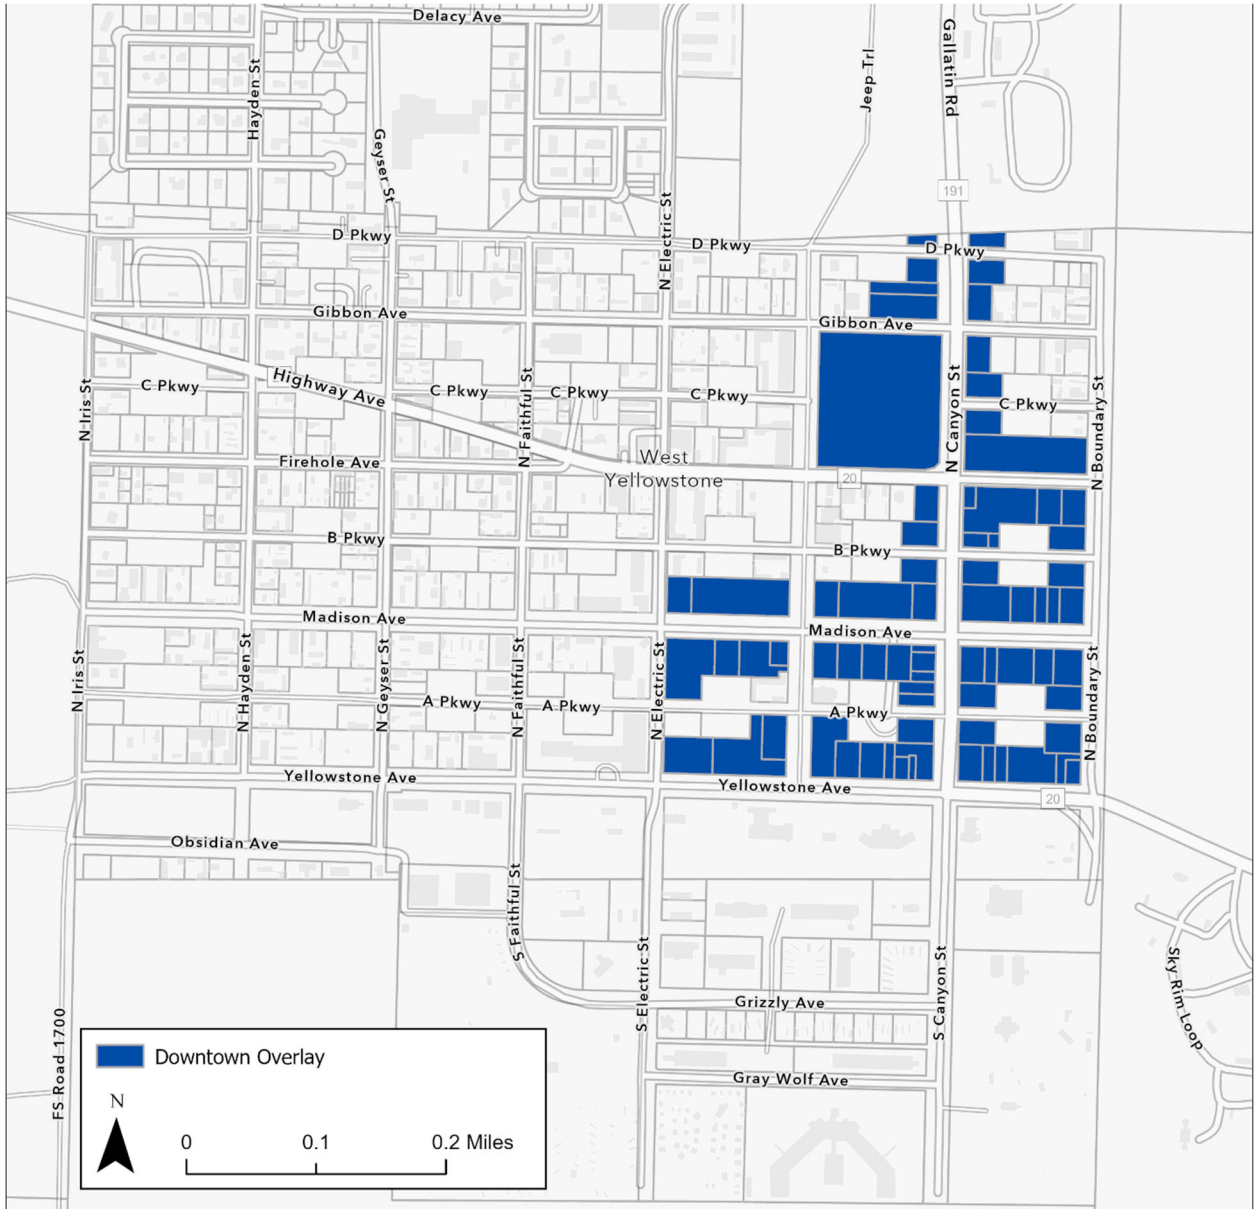 Delacy Ave
Hayden St
Geyser St
Jeep Trl
Gallatin Rd
191
N Electric St
D Pkwy
D Pkwy
D Pkwy
Gibbon Ave
Gibbon Ave
Highway Ave
C Pkwy
C Pkwy
C Pkwy
C Pkwy
C Pkwy
N Iris St
N Faithful St
N Canyon St
N Boundary St
Firehole Ave
West
Yellowstone
20
B Pkwy
B Pkwy
Madison Ave
Madison Ave
N Iris St
N Hayden St
N Geyser St
N Faithful St
N Electric St
N Boundary St
A Pkwy
A Pkwy
A Pkwy
Yellowstone Ave
Yellowstone Ave
20
Obsidian Ave
S Faithful St
S Electric St
S Canyon St
Sky Rim Loop
Grizzly Ave
FS Road 1700
Gray Wolf Ave
Downtown Overlay
N
0 0.1 0.2 Miles